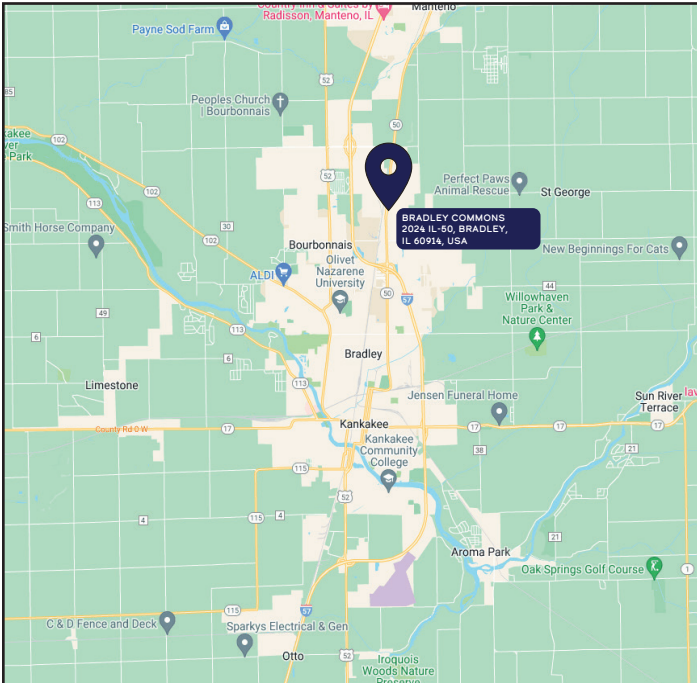 Country Inn & Suites by
Radisson, Manteno, IL
Manteno
Payne Sod Farm
52
85
Peoples Church
| Bourbonnais
50
kakee
ver
Park
102
102
52
Perfect Paws
Animal Rescue
St George
113
BRADLEY COMMONS
2024 IL-50, BRADLEY,
IL 60914, USA
Smith Horse Company
30
102
Bourbonnais
New Beginnings For Cats
Olivet
Nazarene
University
ALDI
44
50
57
Willowhaven
Park &
Nature Center
49
113
6
6
Bradley
Limestone
113
Jensen Funeral Home
Sun River
Terrace
lav
Kankakee
County Rd 0 W
17
17
17
Kankakee
Community
College
38
21
115
52
115
4
4
21
Aroma Park
Oak Springs Golf Course
1
115
57
C & D Fence and Deck
Sparkys Electrical & Gen
Otto
52
Iroquois
Woods Nature
Preserve